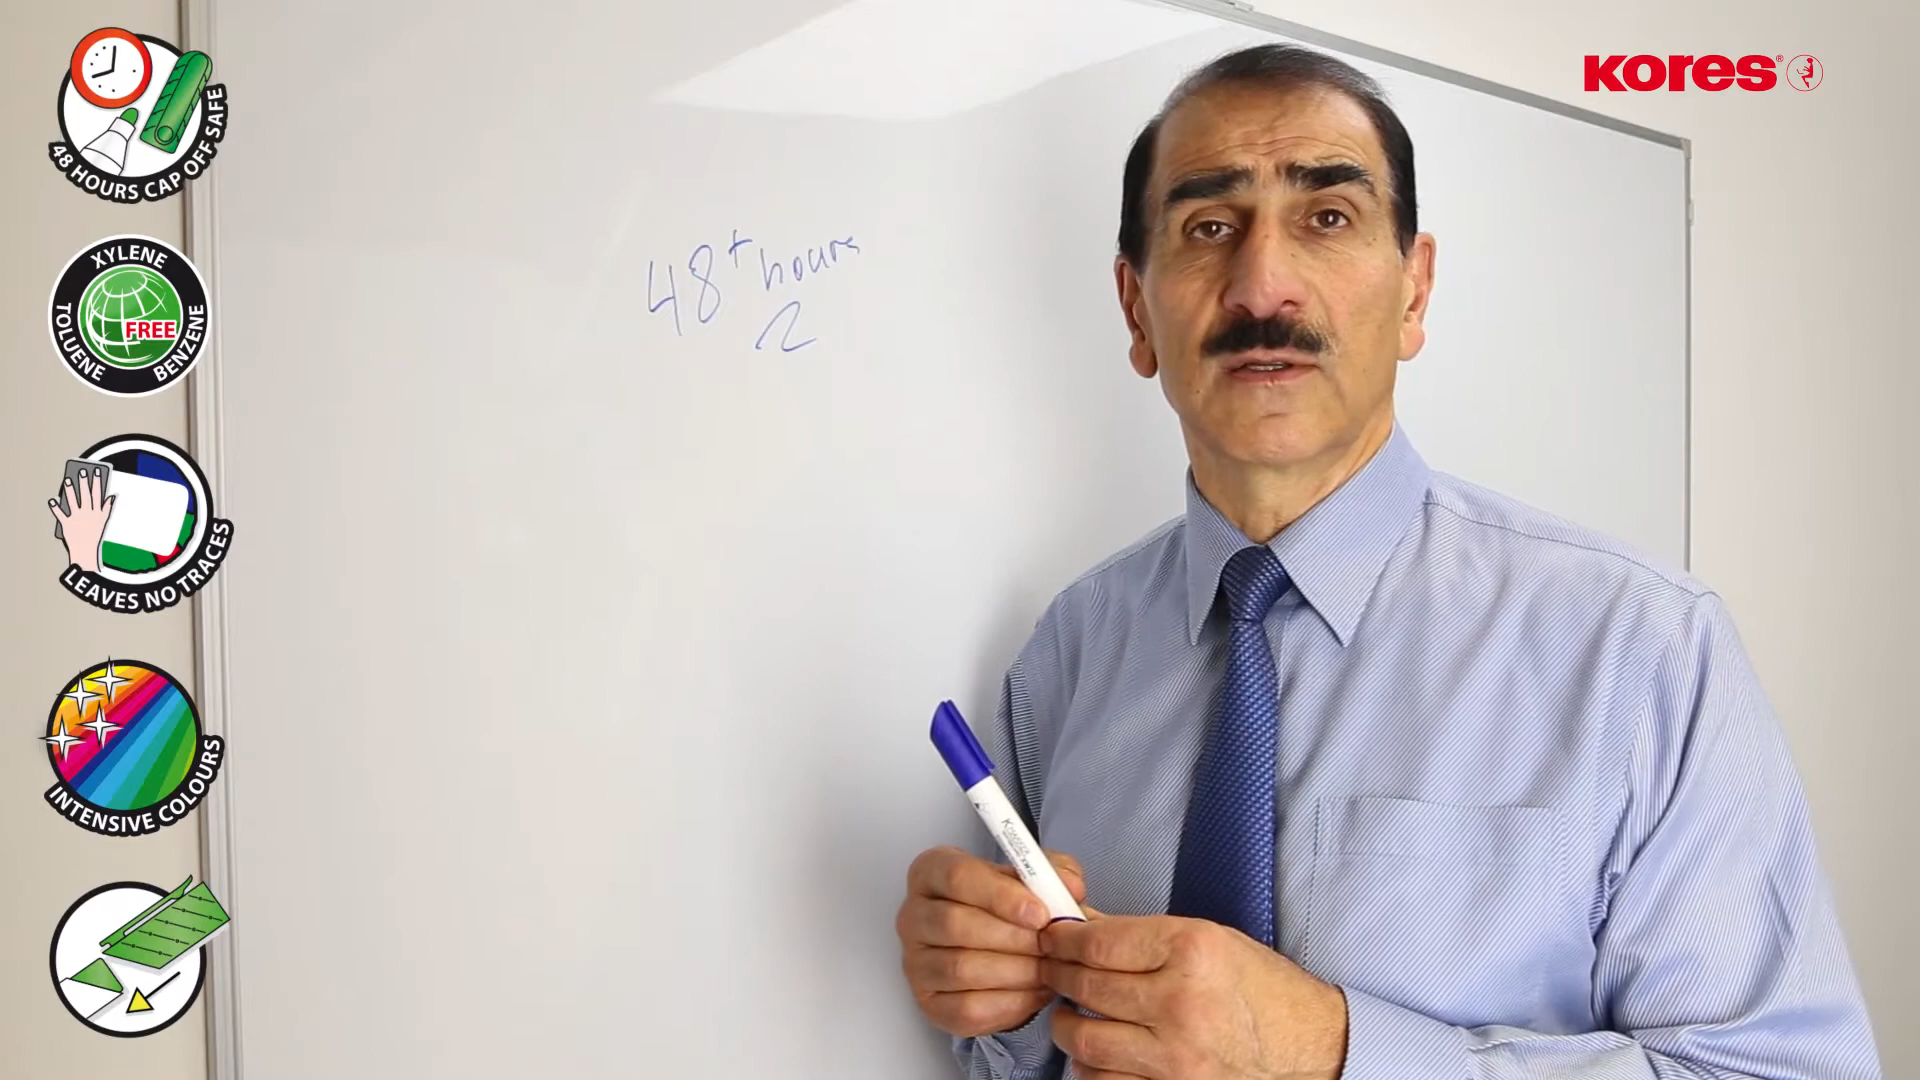 48 HOURS CAP OFF SAFE
XYLENE
TOLUENE
BENZENE
FREE
LEAVES NO TRACES
INTENSIVE COLOURS
48+ hours
2
Kores